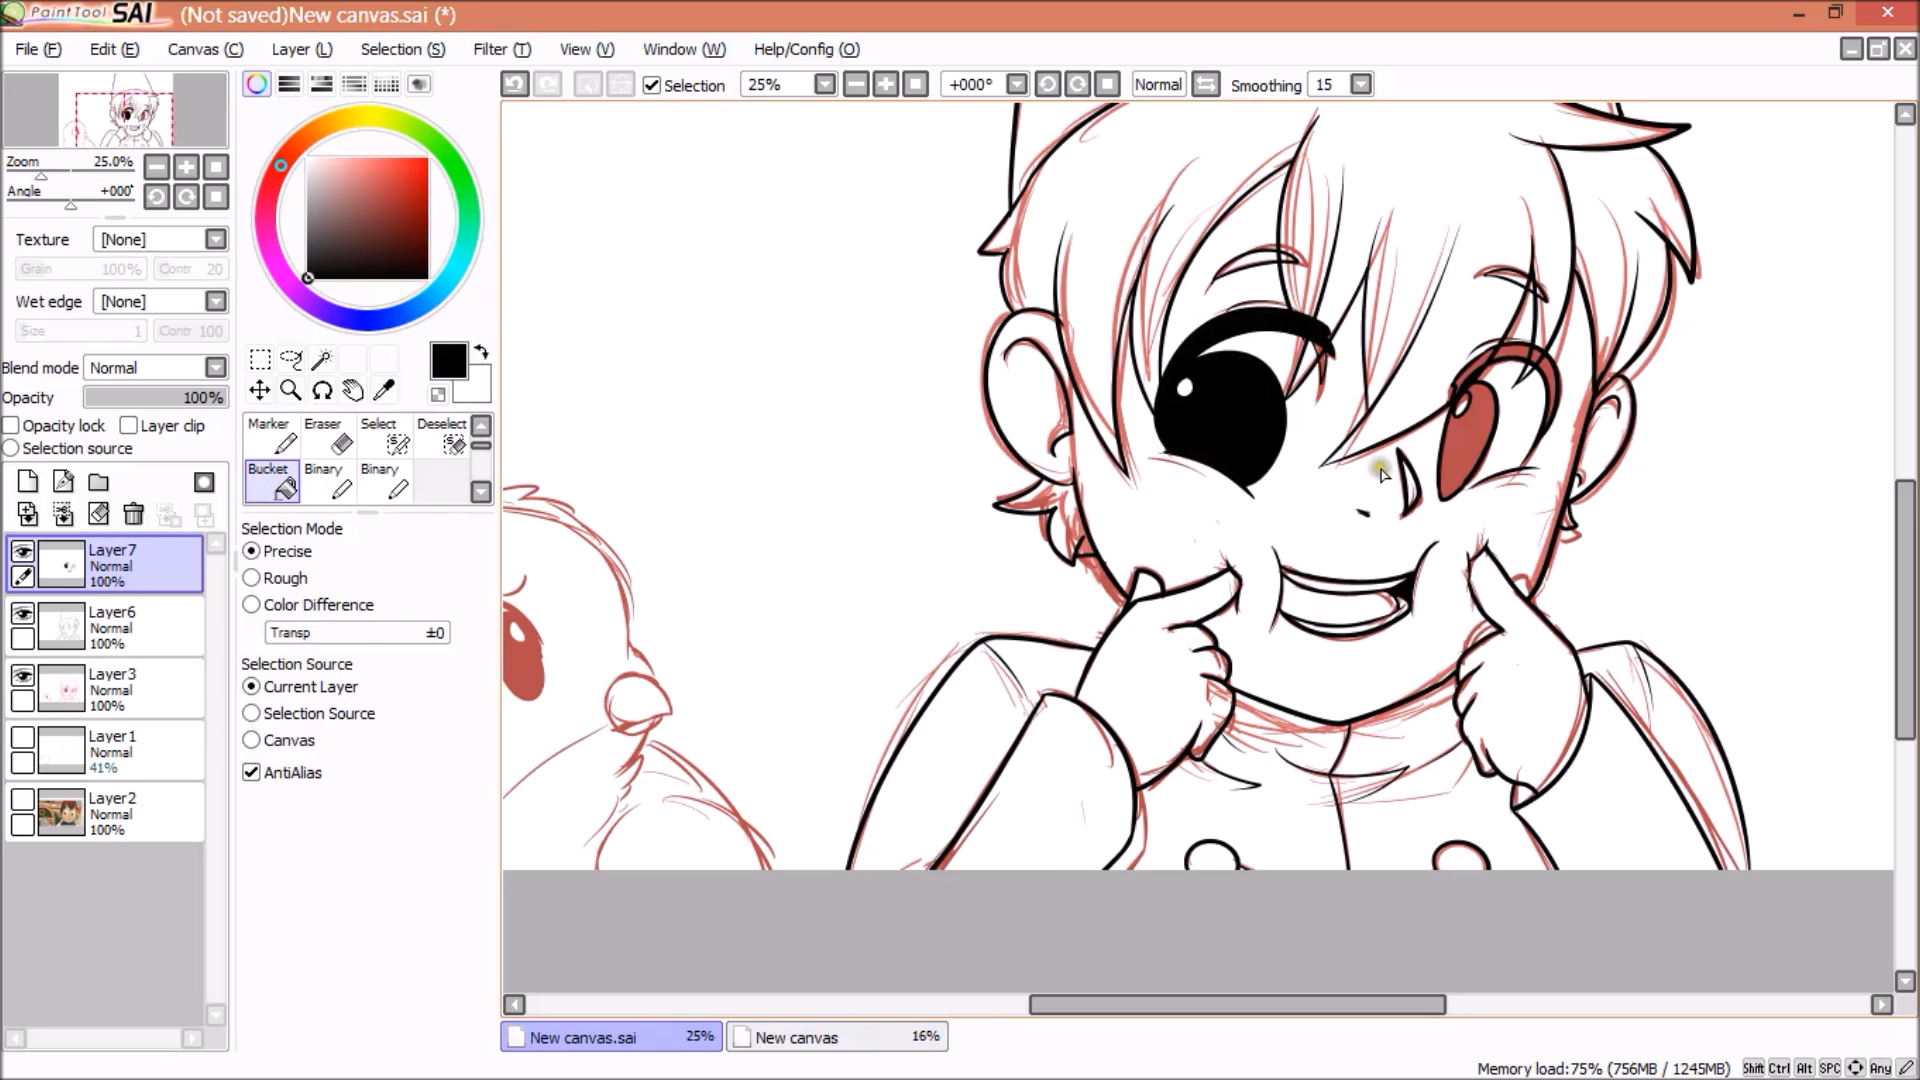 PaintTool SAI (Not saved)New canvas.sai (*)
File (F) Edit (E) Canvas (C) Layer (L) Selection (S) Filter (T) View (V) Window (W) Help/Config (O)
Selection 25% +000° Normal Smoothing 15
Zoom 25.0%
Angle +000°
Texture [None]
Grain 100% Contr 20
Wet edge [None]
Size 1 Contr 100
Blend mode Normal
Opacity 100%
Opacity lock Layer clip
Selection source
Layer7
Normal
100%
Layer6
Normal
100%
Layer3
Normal
100%
Layer1
Normal
41%
Layer2
Normal
100%
Marker Eraser Select Deselect
Bucket Binary Binary
Selection Mode
Precise
Rough
Color Difference
Transp ±0
Selection Source
Current Layer
Selection Source
Canvas
AntiAlias
New canvas.sai 25% New canvas 16%
Memory load:75% (756MB / 1245MB) Shift Ctrl Alt SPC Any